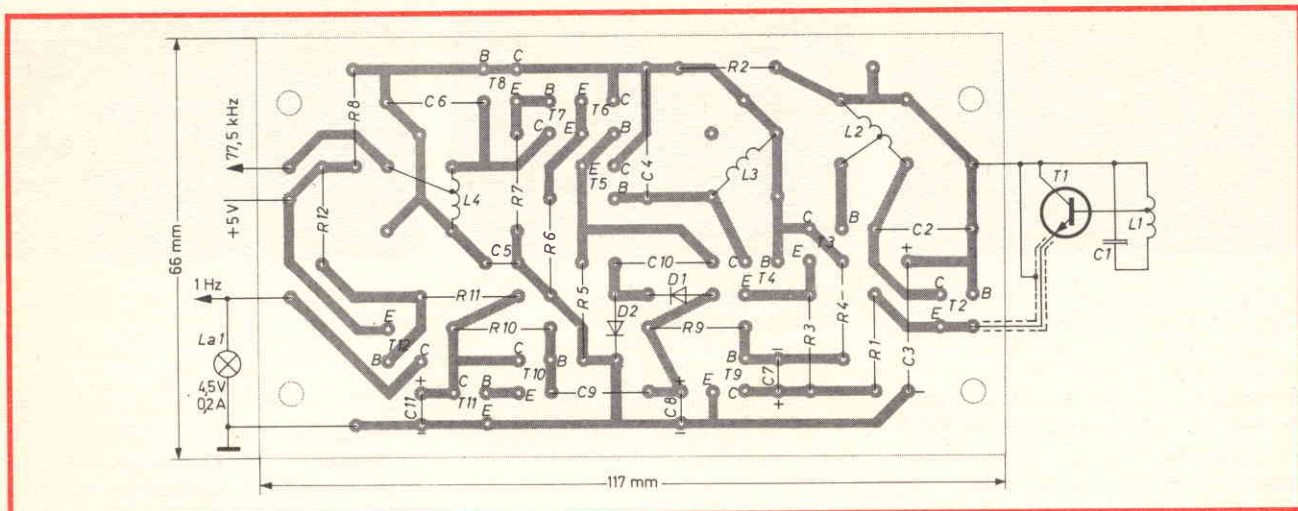 66 mm
117 mm
77,5 kHz
+5V
1 Hz
La1
4,5V
0,2A
R8
B C
T8
C6
E B
T7
C
E
T6
C
E
B
E
T5
C
B
C4
R2
L2
L3
L4
R7
R6
R12
C5
R5
C10
C
B
T4
E
C
T3
B
E
C2
+
C
T2
B
E
T1
C1
L1
R11
R10
D1
D2
R9
R3
R4
R1
C3
−
E
T12
B
C
+
C11
−
C
T11
B
E
E
C
T10
B
E
C9
+
C8
−
E
B
T9
C
−
C7
+